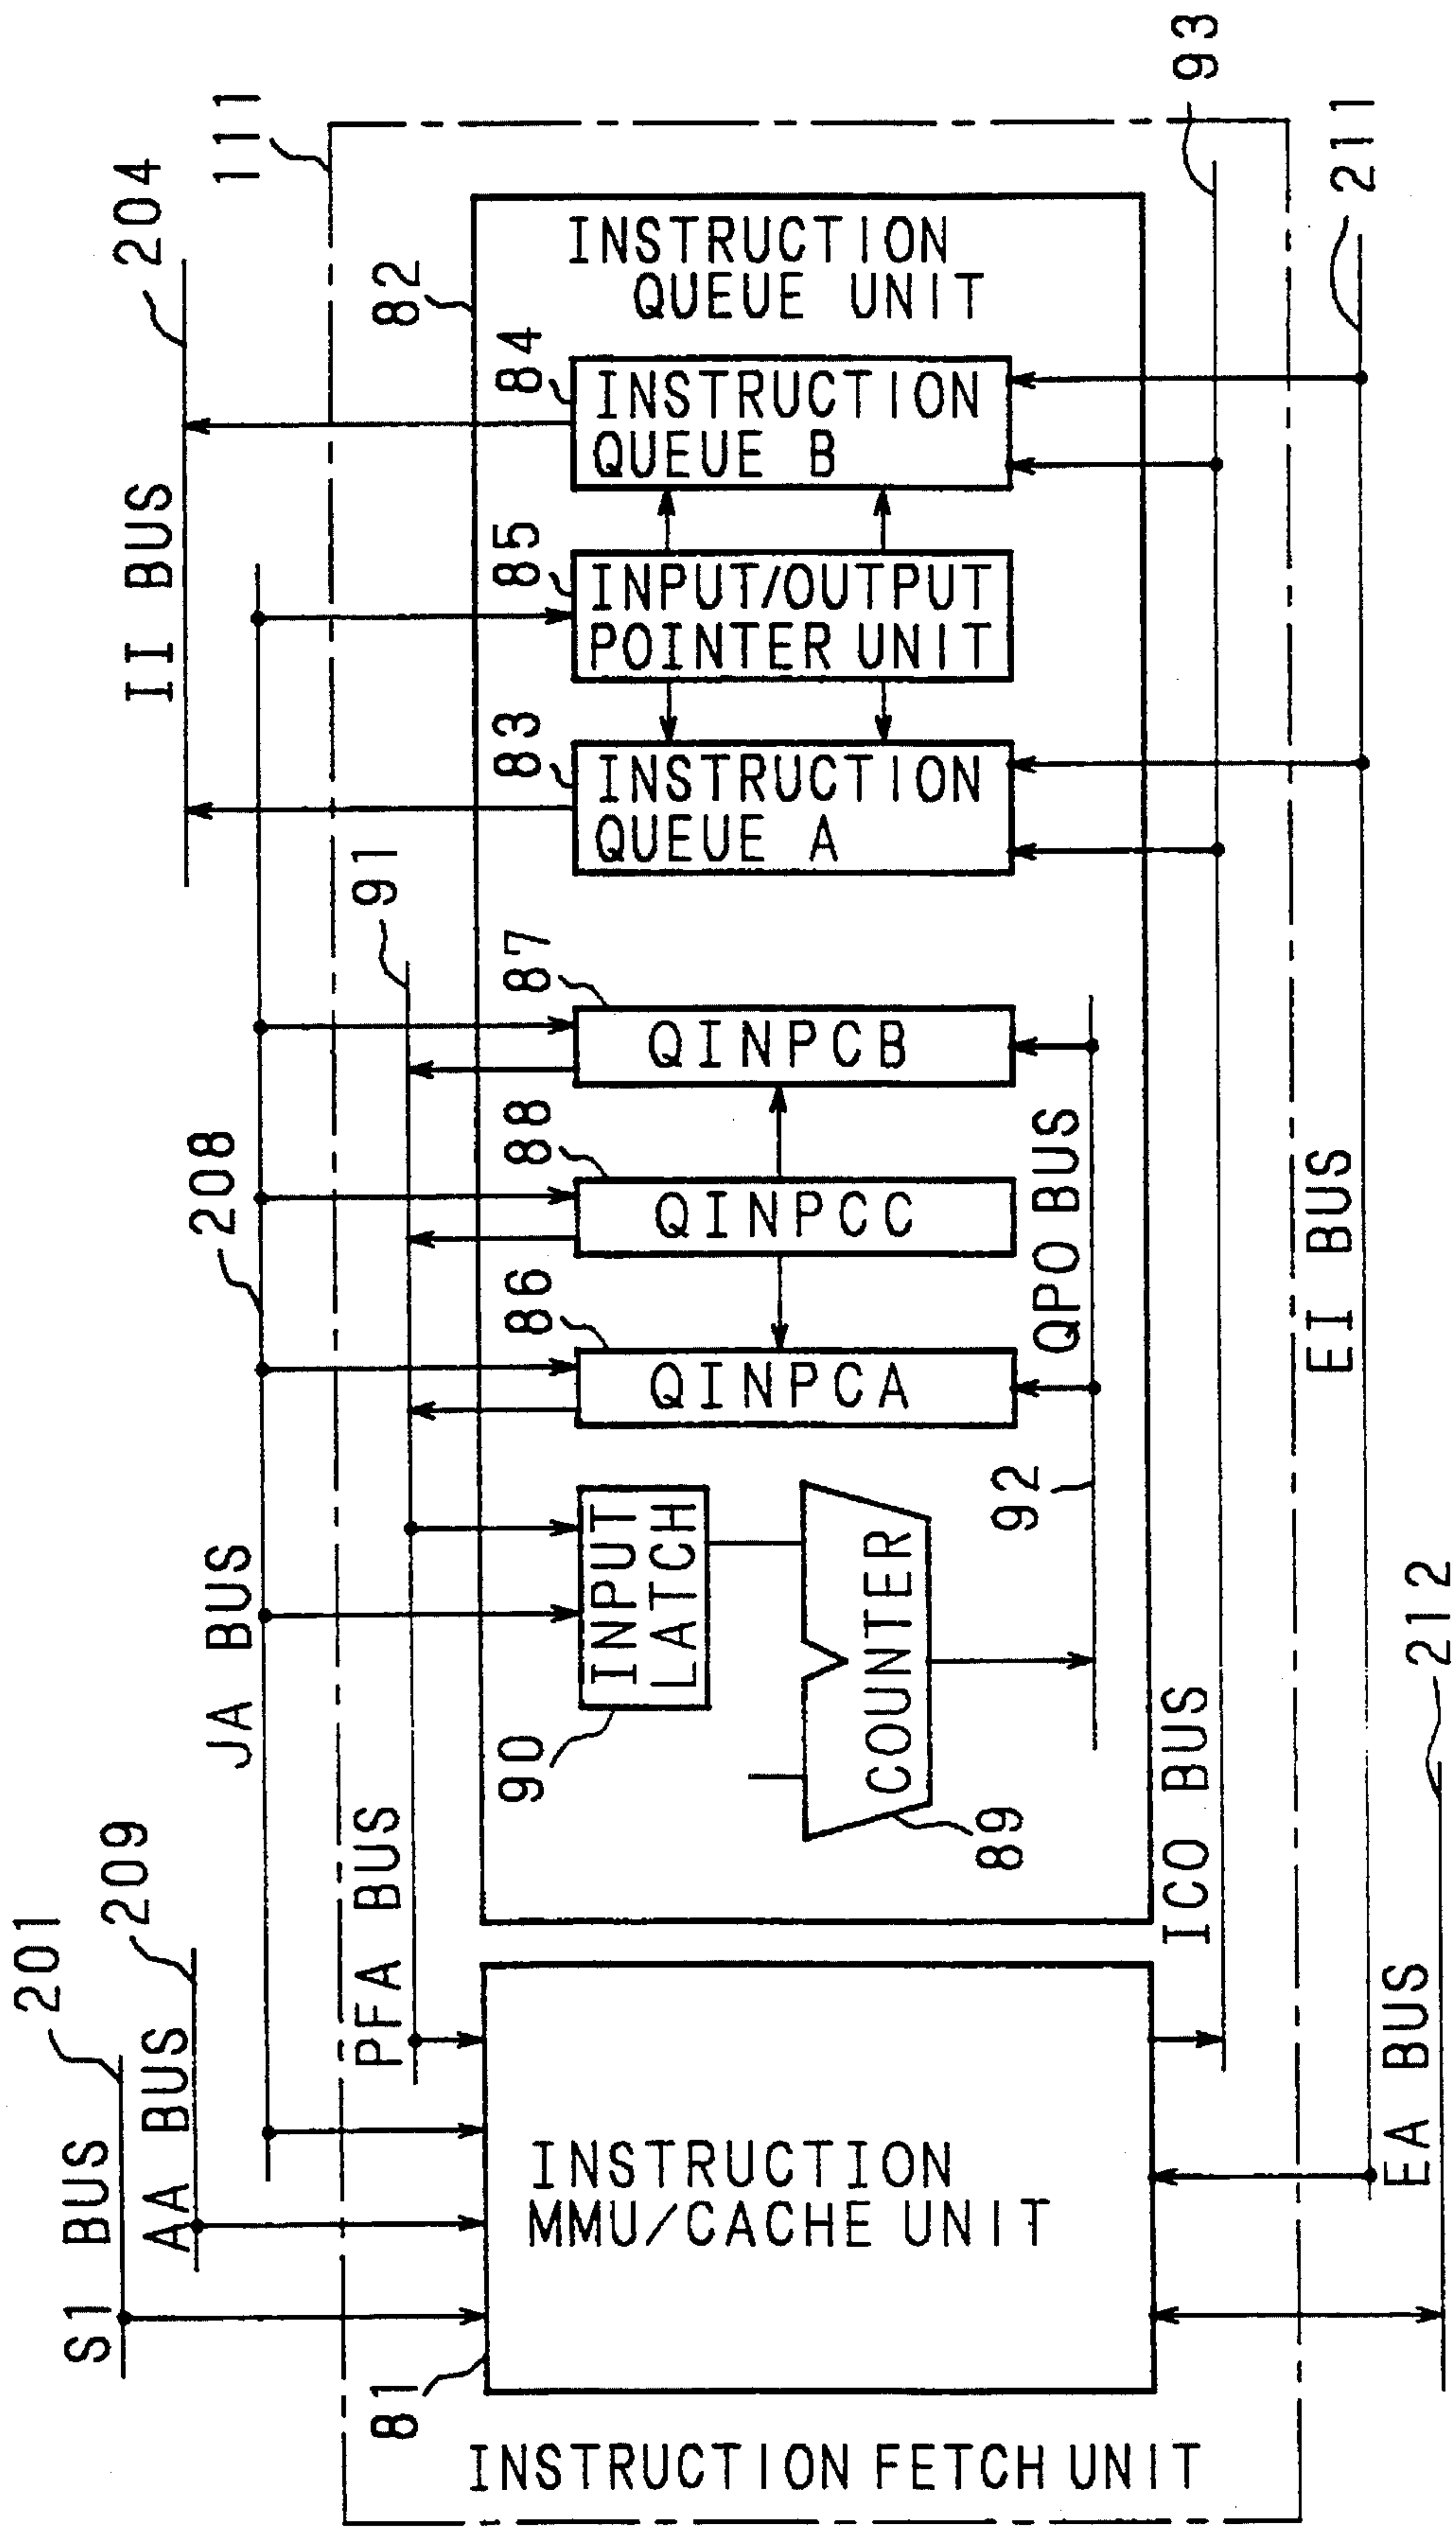 S1 BUS
201
AA BUS
209
JA BUS
208
II BUS
204
111
PFA BUS
91
81
INSTRUCTION
MMU/CACHE UNIT
INSTRUCTION FETCH UNIT
82
INSTRUCTION
QUEUE UNIT
90
INPUT
LATCH
COUNTER
89
86
QINPCA
88
QINPCC
87
QINPCB
83
INSTRUCTION
QUEUE A
85
INPUT/OUTPUT
POINTER UNIT
84
INSTRUCTION
QUEUE B
92
QPO BUS
ICO BUS
93
EI BUS
211
EA BUS
212